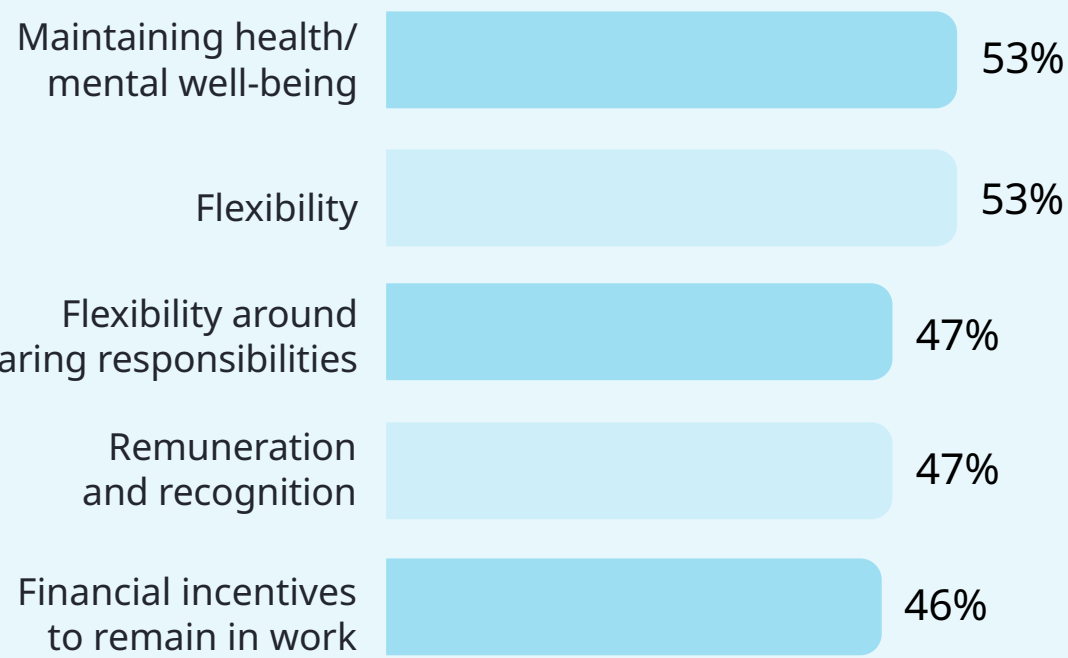 Maintaining health/
mental well-being
53%
Flexibility
53%
Flexibility around
aring responsibilities
47%
Remuneration
and recognition
47%
Financial incentives
to remain in work
46%